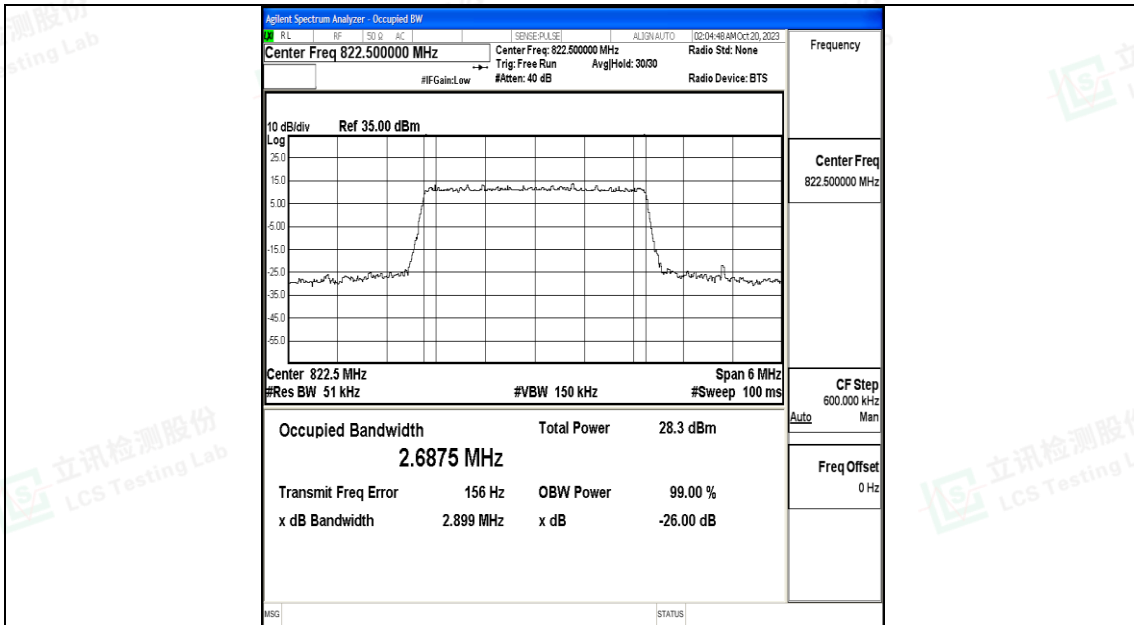 Agilent Spectrum Analyzer - Occupied BW
RL RF 50 Ω AC SENSE:PULSE ALIGN AUTO 02:04:48 AM Oct 20, 2023
Center Freq 822.500000 MHz
Center Freq: 822.500000 MHz
Radio Std: None
Trig: Free Run Avg|Hold: 30/30
#IFGain:Low #Atten: 40 dB Radio Device: BTS
Frequency
10 dB/div Ref 35.00 dBm
Log
25.0
15.0
5.00
-5.00
-15.0
-25.0
-35.0
-45.0
-55.0
Center 822.5 MHz Span 6 MHz
#Res BW 51 kHz #VBW 150 kHz #Sweep 100 ms
Center Freq
822.500000 MHz
CF Step
600.000 kHz
Auto Man
Freq Offset
0 Hz
Occupied Bandwidth Total Power 28.3 dBm
2.6875 MHz
Transmit Freq Error 156 Hz OBW Power 99.00 %
x dB Bandwidth 2.899 MHz x dB -26.00 dB
MSG STATUS
立讯检测股份
LCS Testing Lab
立讯检测股份
LCS Testing L